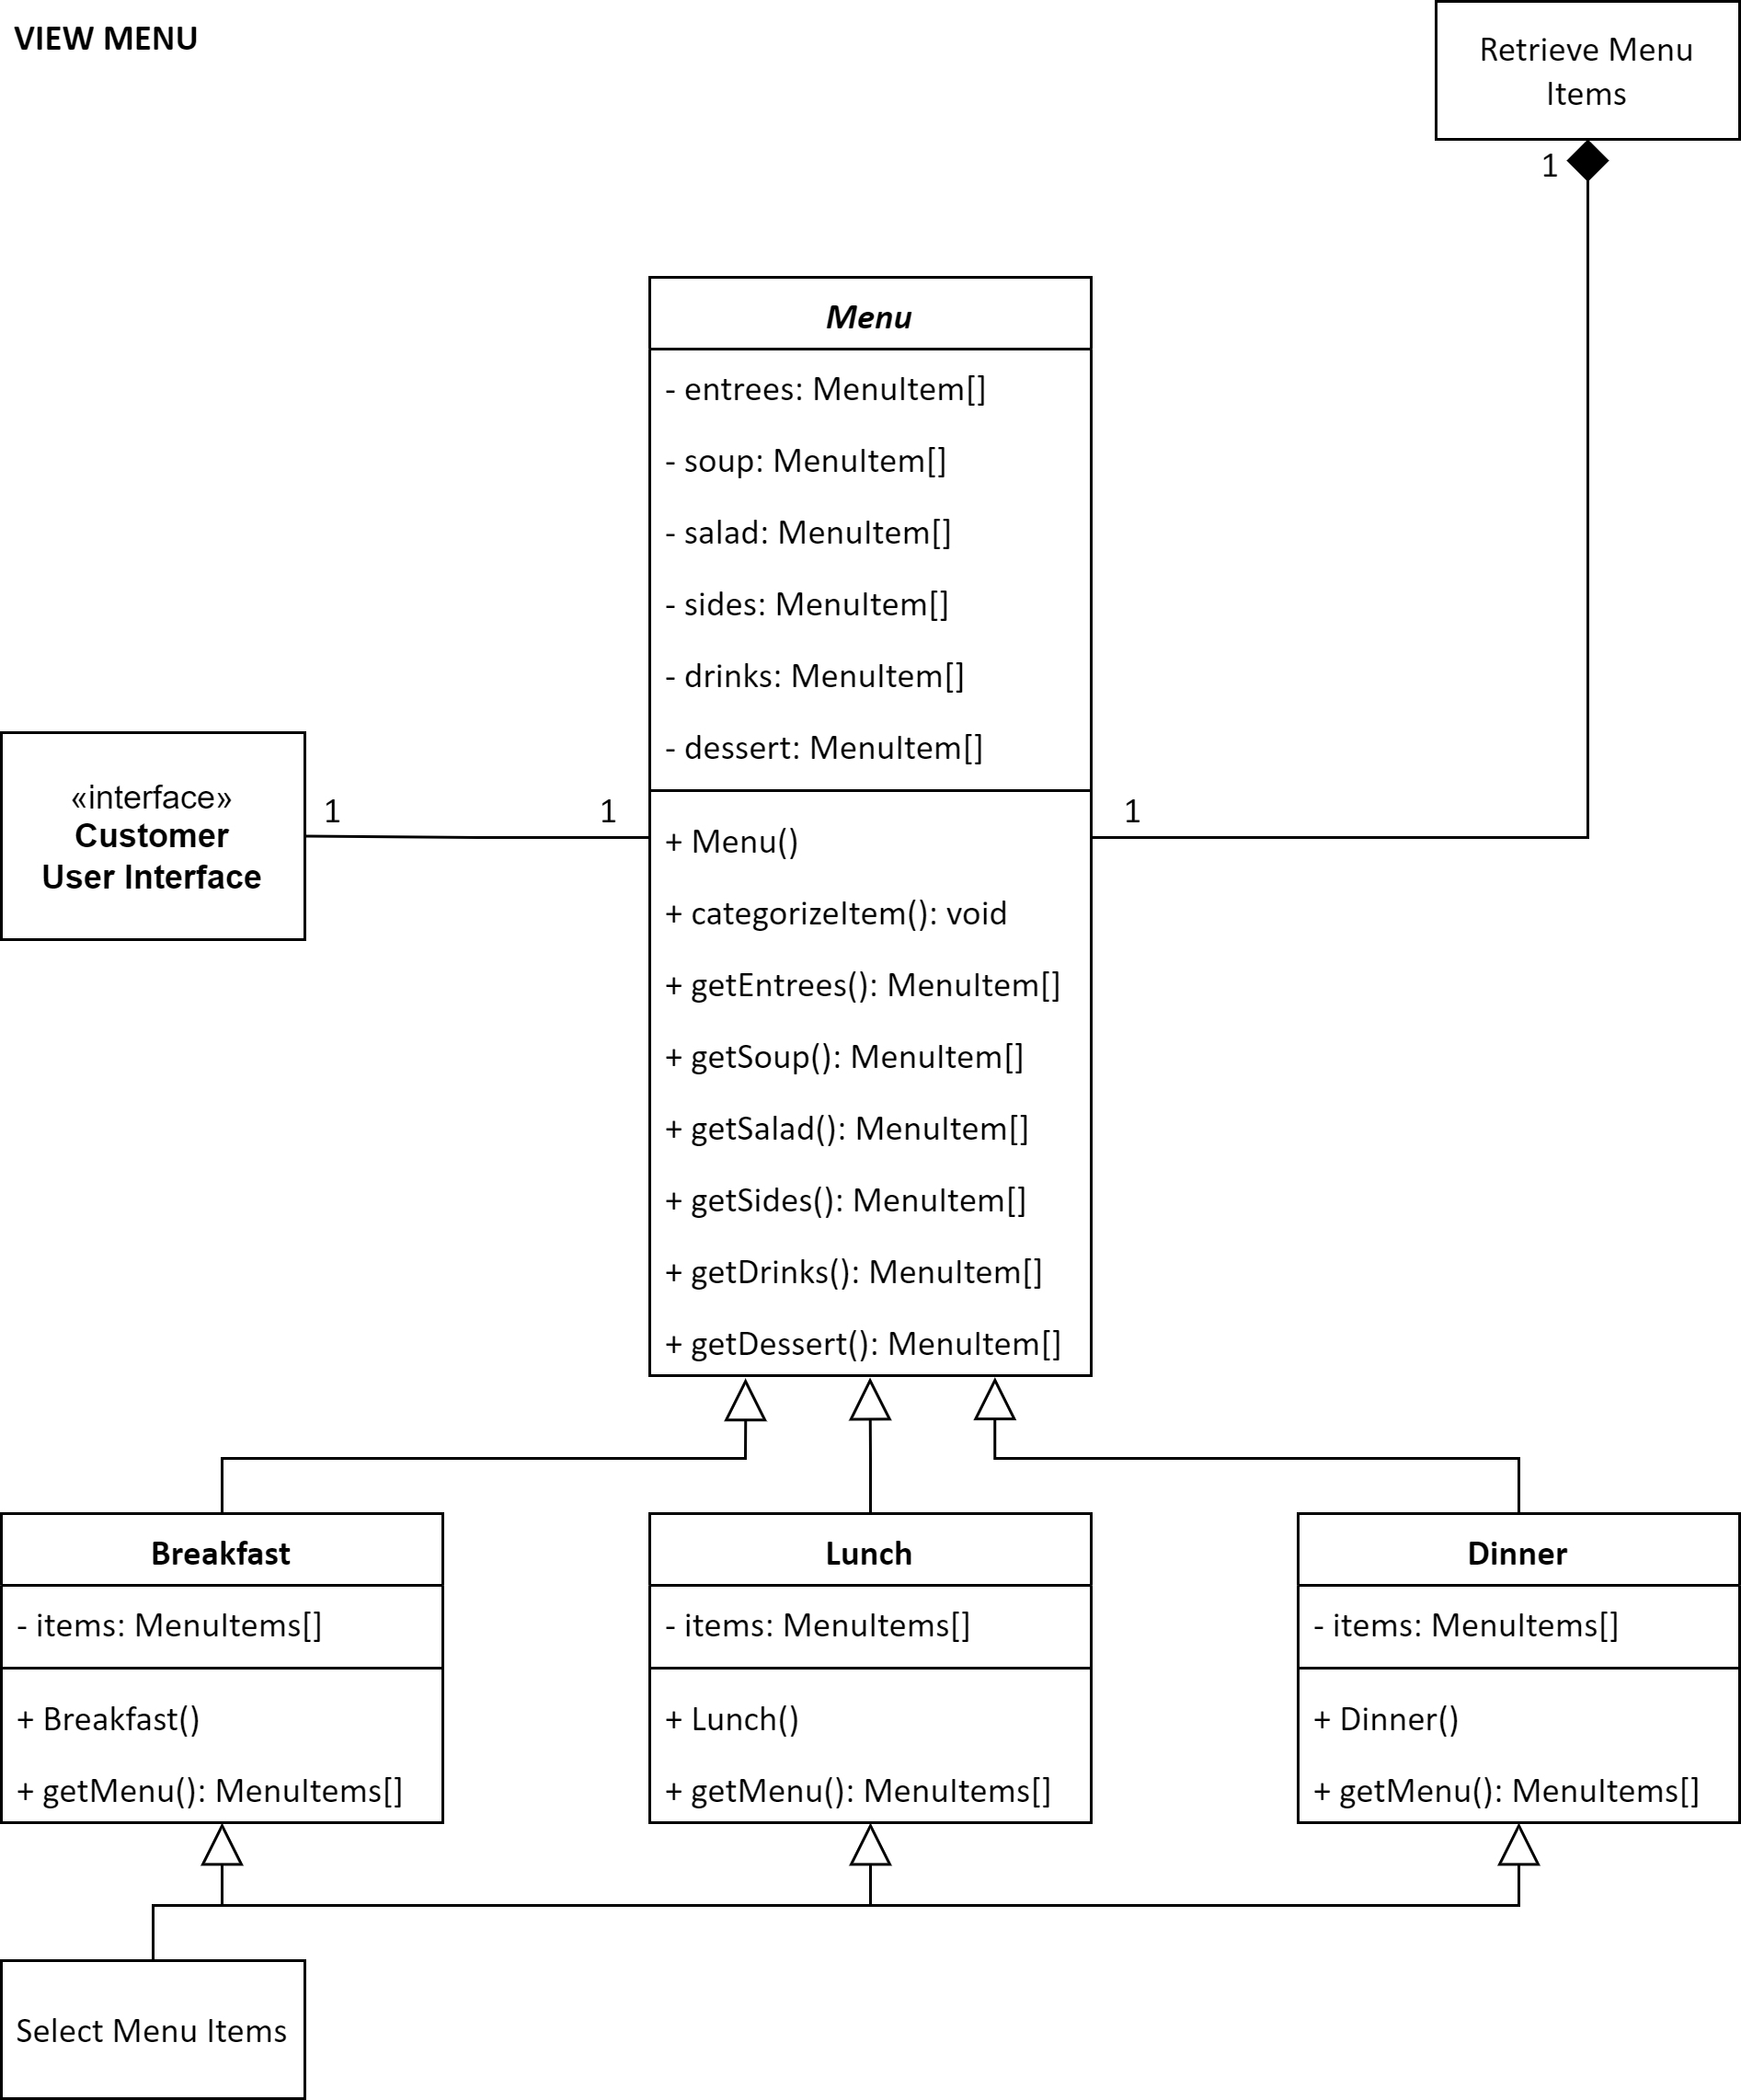 VIEW MENU
Retrieve Menu
Items
1
Menu
- entrees: MenuItem[]
- soup: MenuItem[]
- salad: MenuItem[]
- sides: MenuItem[]
- drinks: MenuItem[]
- dessert: MenuItem[]
«interface»
Customer
User Interface
1
1
1
+ Menu()
+ categorizeItem(): void
+ getEntrees(): MenuItem[]
+ getSoup(): MenuItem[]
+ getSalad(): MenuItem[]
+ getSides(): MenuItem[]
+ getDrinks(): MenuItem[]
+ getDessert(): MenuItem[]
Breakfast
- items: MenuItems[]
+ Breakfast()
+ getMenu(): MenuItems[]
Lunch
- items: MenuItems[]
+ Lunch()
+ getMenu(): MenuItems[]
Dinner
- items: MenuItems[]
+ Dinner()
+ getMenu(): MenuItems[]
Select Menu Items